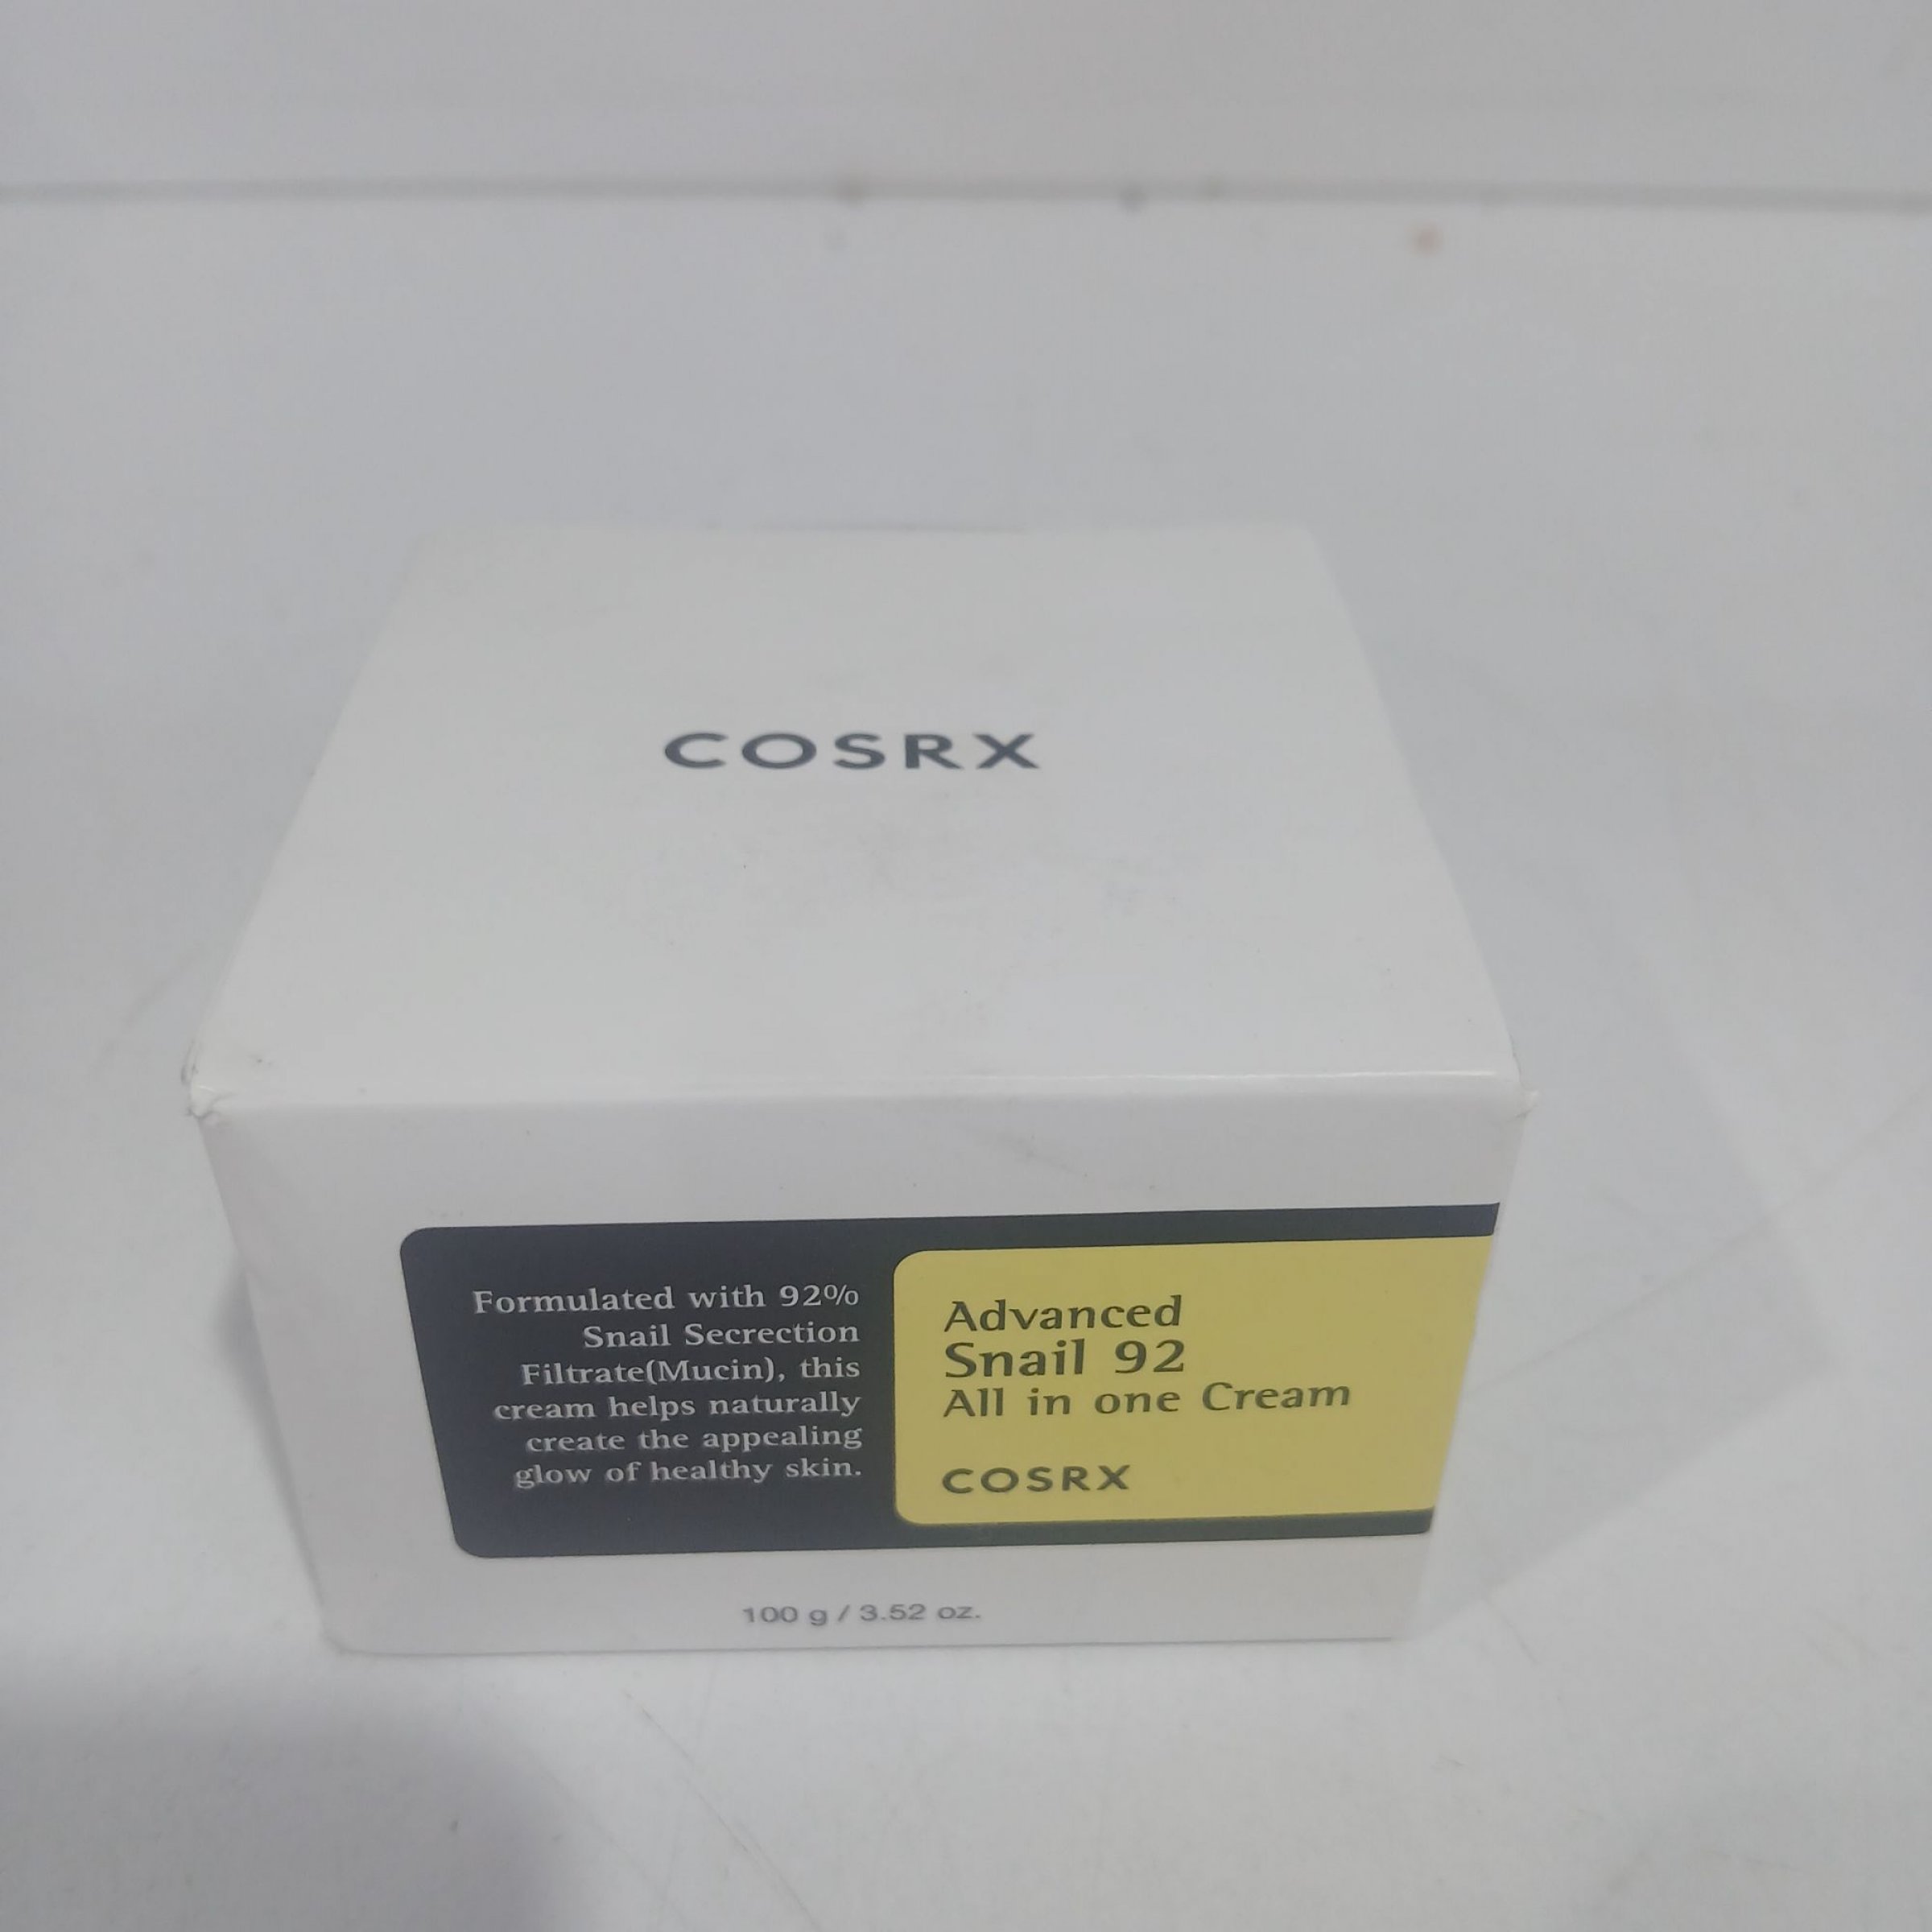 COSRX
Formulated with 92%
Snail Secrection
Filtrate(Mucin), this
cream helps naturally
create the appealing
glow of healthy skin.
Advanced
Snail 92
All in one Cream
COSRX
100 g / 3.52 oz.